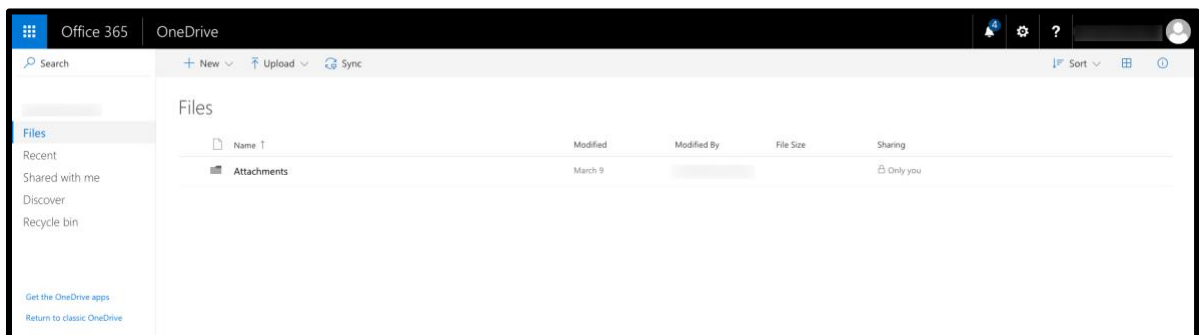 Office 365 OneDrive 4 ?
Search + New Upload Sync Sort
Files
Files
Name ↑ Modified Modified By File Size Sharing
Recent
Attachments March 9 Only you
Shared with me
Discover
Recycle bin
Get the OneDrive apps
Return to classic OneDrive